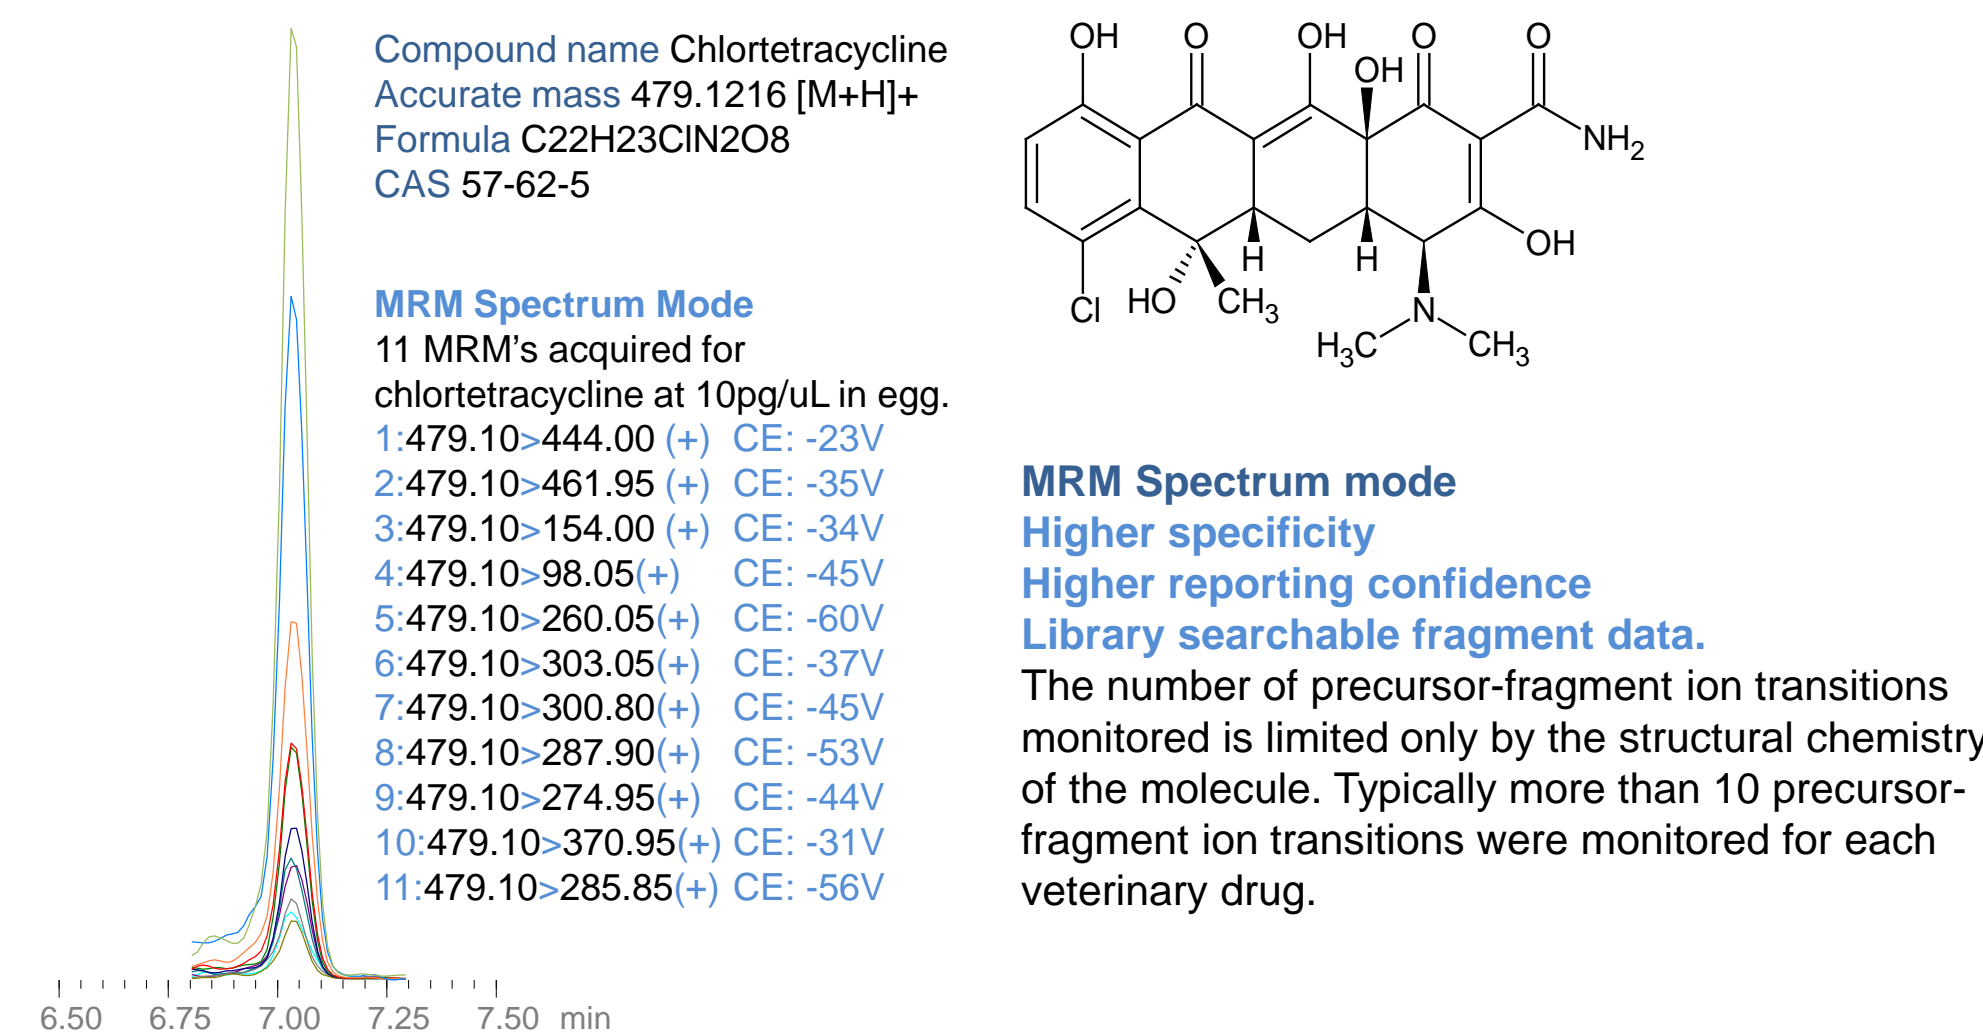 Compound name Chlortetracycline
Accurate mass 479.1216 [M+H]+
Formula C22H23ClN2O8
CAS 57-62-5
MRM Spectrum Mode
11 MRM’s acquired for
chlortetracycline at 10pg/uL in egg.
1:479.10>444.00 (+) CE: -23V
2:479.10>461.95 (+) CE: -35V
3:479.10>154.00 (+) CE: -34V
4:479.10>98.05(+) CE: -45V
5:479.10>260.05(+) CE: -60V
6:479.10>303.05(+) CE: -37V
7:479.10>300.80(+) CE: -45V
8:479.10>287.90(+) CE: -53V
9:479.10>274.95(+) CE: -44V
10:479.10>370.95(+) CE: -31V
11:479.10>285.85(+) CE: -56V
6.50 6.75 7.00 7.25 7.50 min
OH O OH O O
OH
NH2
OH
H H
Cl HO CH3 N
H3C CH3
MRM Spectrum mode
Higher specificity
Higher reporting confidence
Library searchable fragment data.
The number of precursor-fragment ion transitions
monitored is limited only by the structural chemistry
of the molecule. Typically more than 10 precursor-
fragment ion transitions were monitored for each
veterinary drug.